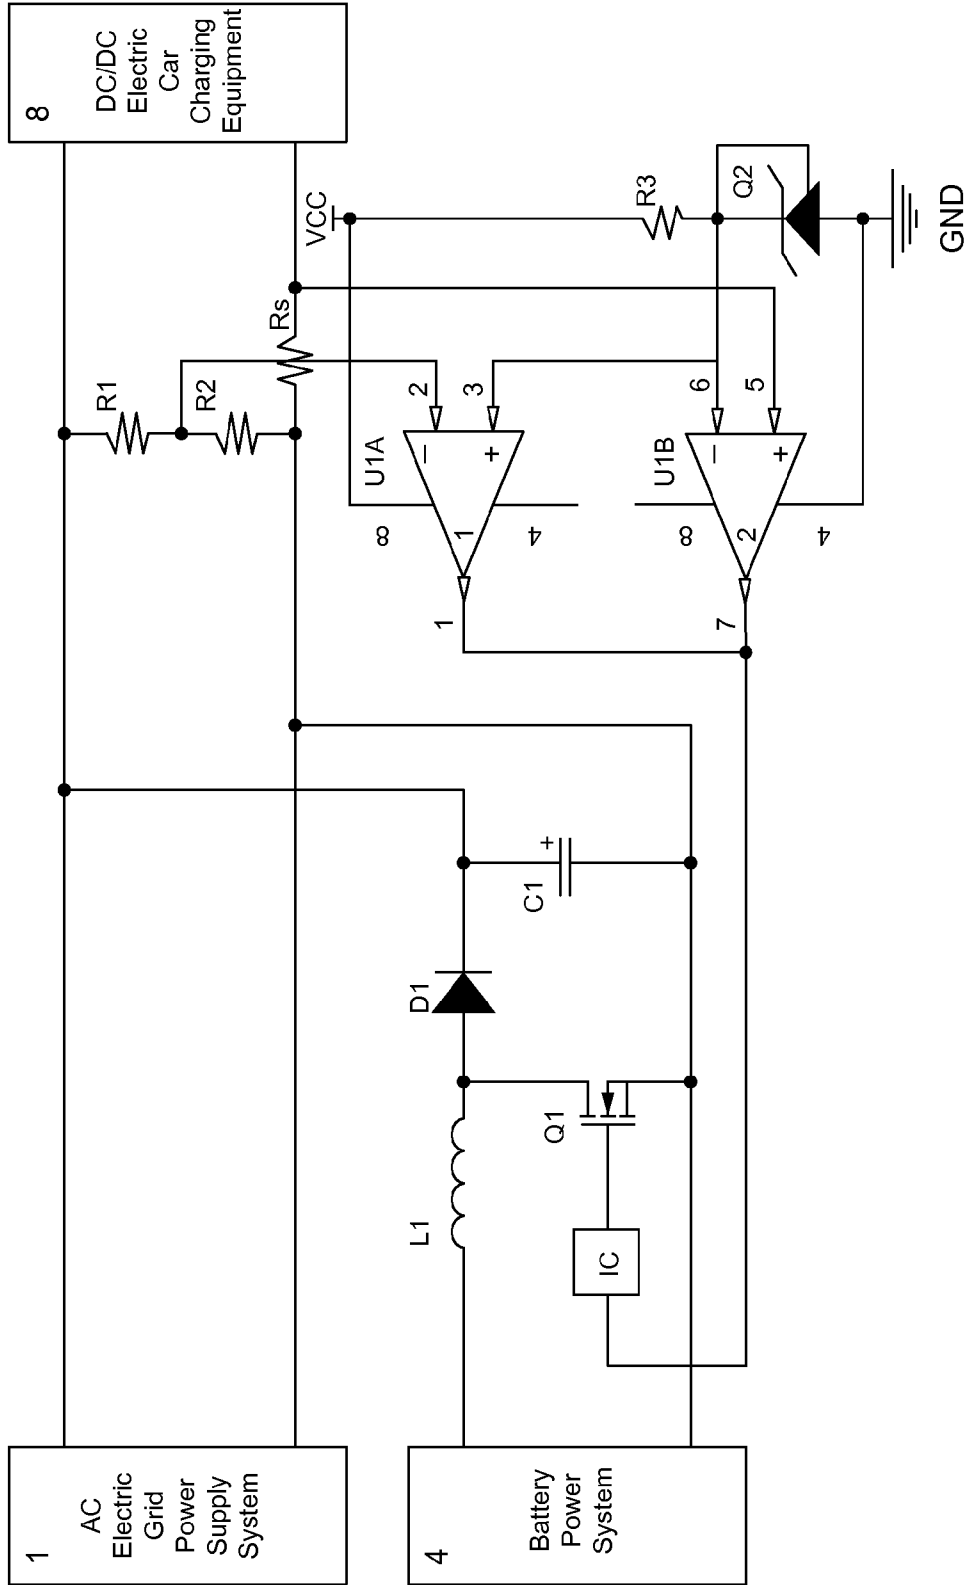 1
AC
Electric
Grid
Power
Supply
System
8
DC/DC
Electric
Car
Charging
Equipment
4
Battery
Power
System
R1
R2
Rs
VCC
R3
Q2
GND
U1A
2
3
−
+
8
1
4
1
U1B
6
5
−
+
8
2
4
7
L1
D1
C1
+
Q1
IC